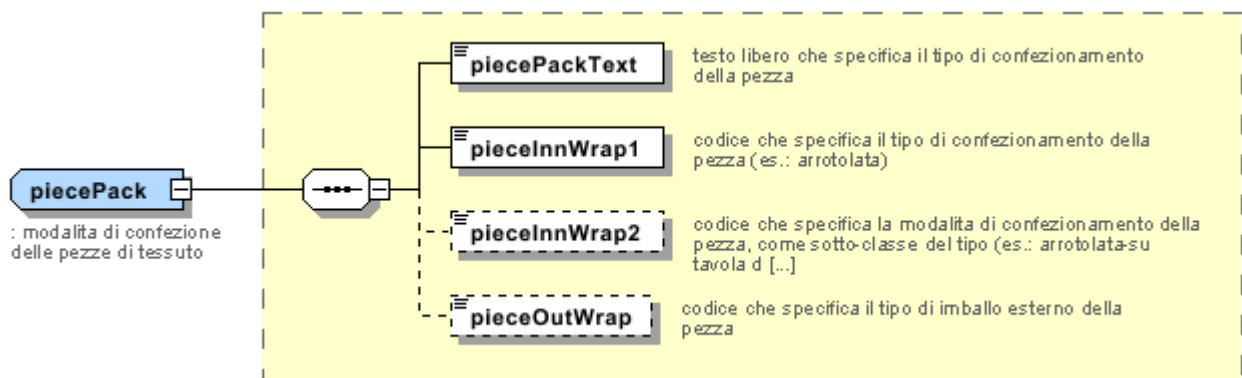 piecePackText
testo libero che specifica il tipo di confezionamento
della pezza
pieceInnWrap1
codice che specifica il tipo di confezionamento della
pezza (es.: arrotolata)
piecePack
: modalita di confezione
delle pezze di tessuto
pieceInnWrap2
codice che specifica la modalita di confezionamento della
pezza, come sotto-classe del tipo (es.: arrotolata-su
tavola d [...]
pieceOutWrap
codice che specifica il tipo di imballo esterno della
pezza